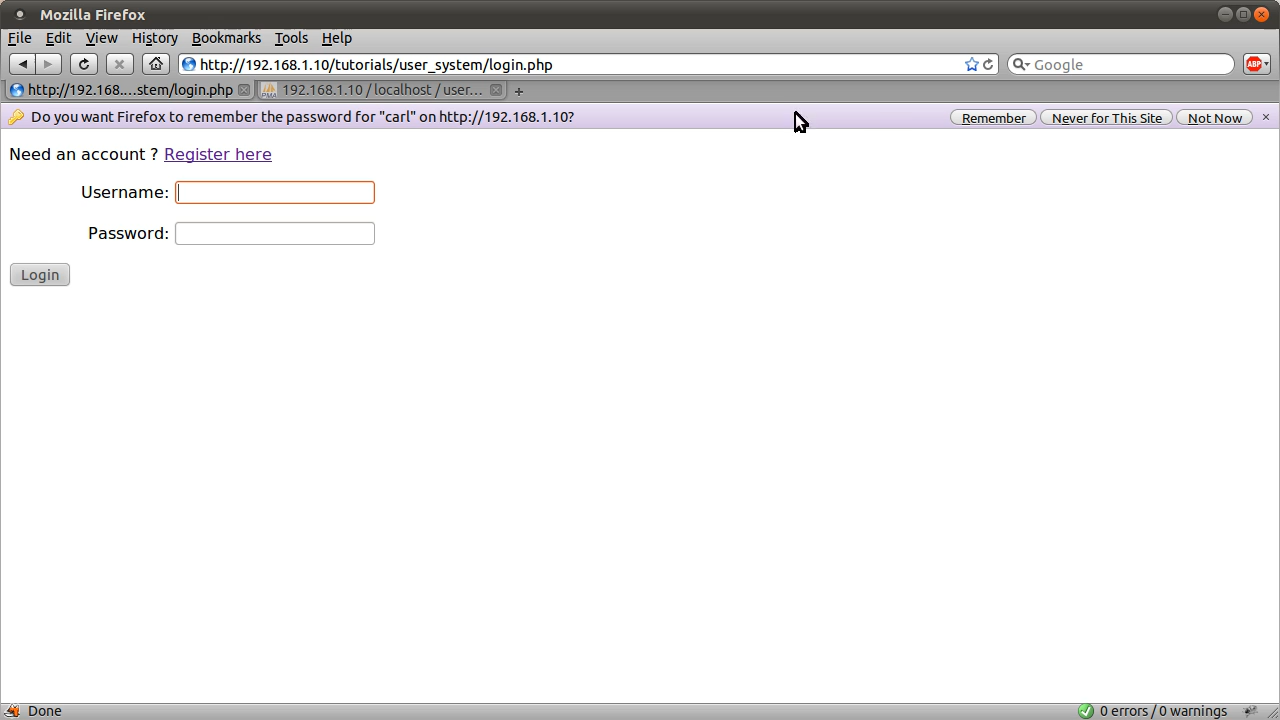 Mozilla Firefox
File Edit View History Bookmarks Tools Help
http://192.168.1.10/tutorials/user_system/login.php
Google
ABP
http://192.168....stem/login.php
PMA
192.168.1.10 / localhost / user...
Do you want Firefox to remember the password for "carl" on http://192.168.1.10?
Remember
Never for This Site
Not Now
Need an account ? Register here
Username:
Password:
Login
Done
0 errors / 0 warnings